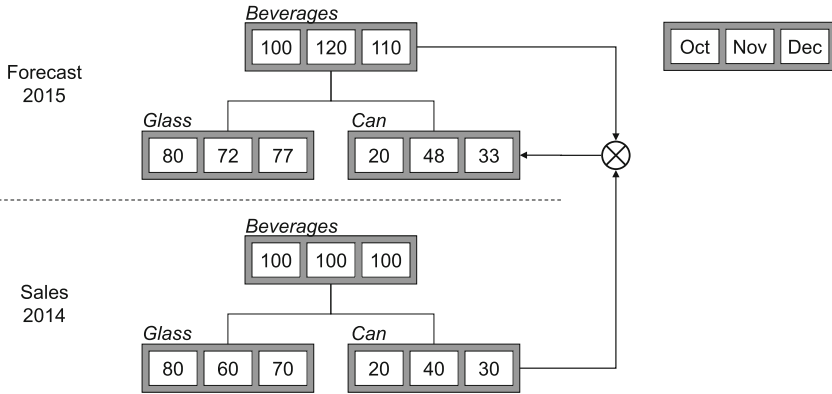 Beverages
100 120 110
Oct Nov Dec
Forecast
2015
Glass
80 72 77
Can
20 48 33
Beverages
100 100 100
Sales
2014
Glass
80 60 70
Can
20 40 30